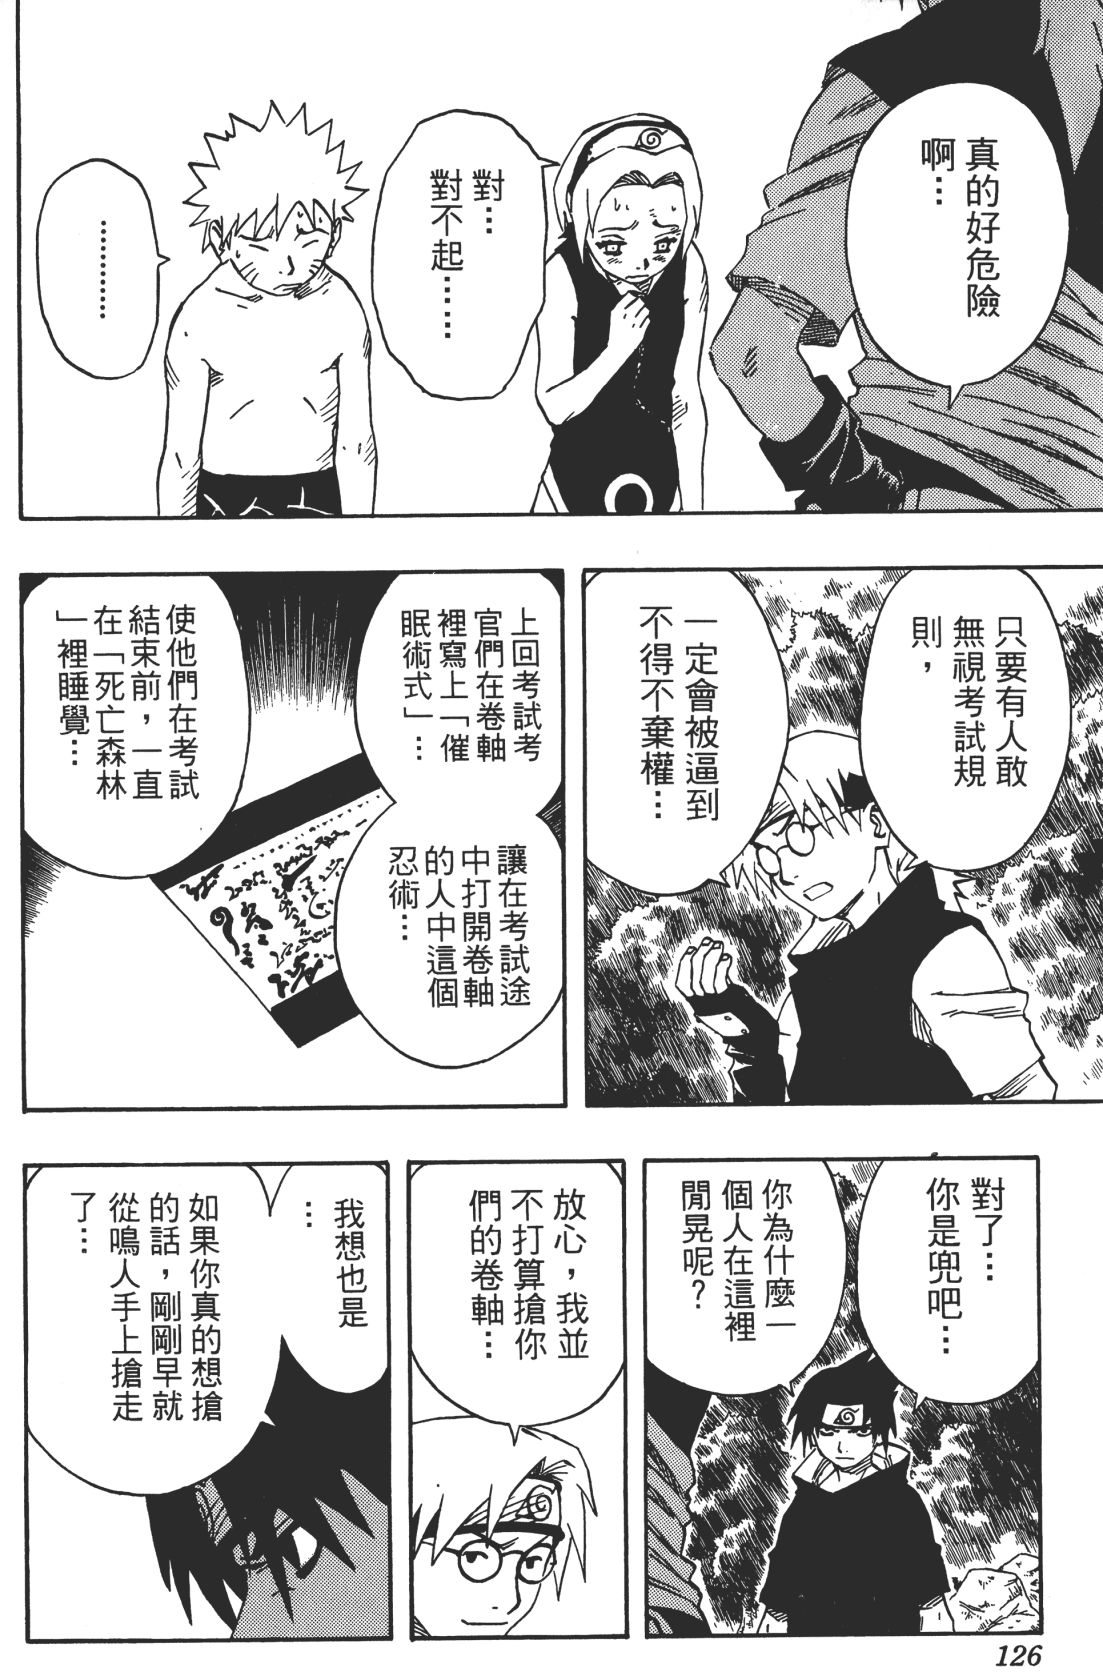 真的好危險
啊…
對…
對不起……
…………
只要有人敢
無視考試規
則，
一定會被逼到
不得不棄權…
上回考試考
官們在卷軸
裡寫上「催
眠術式」…
讓在考試途
中打開卷軸
的人中這個
忍術…
使他們在考試
結束前，一直
在「死亡森林
」裡睡覺…
對了…
你是兜吧…
你為什麼一
個人在這裡
閒晃呢？
放心，我並
不打算搶你
們的卷軸…
我想也是
…
如果你真的想搶
的話，剛剛早就
從鳴人手上搶走
了…
126